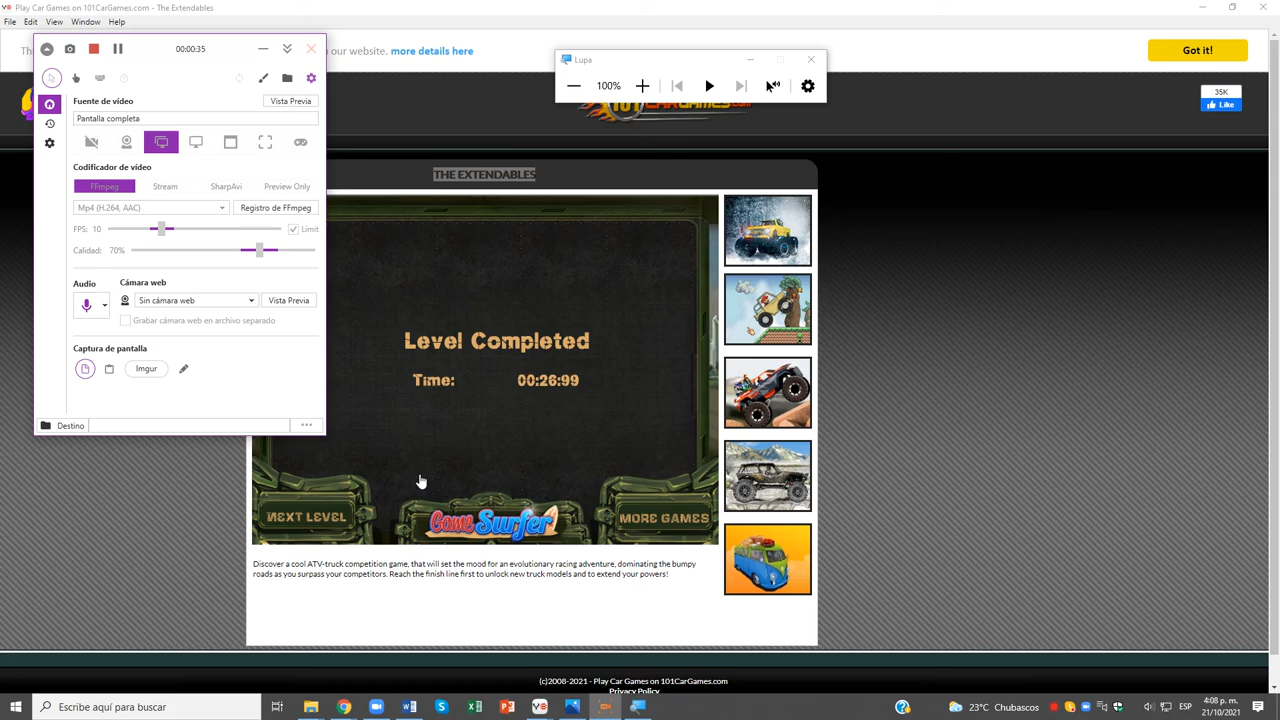 Play Car Games on 101CarGames.com - The Extendables
File Edit View Window Help
Th
on our website. more details here
Got it!
00:00:35
Lupa
100%
35K
Like
Fuente de vídeo
Vista Previa
Pantalla completa
Codificador de vídeo
FFmpeg Stream SharpAvi Preview Only
Mp4 (H.264, AAC)
Registro de FFmpeg
FPS: 10
Limit
Calidad: 70%
Audio
Cámara web
Sin cámara web
Vista Previa
Grabar cámara web en archivo separado
Captura de pantalla
Imgur
Destino
...
THE EXTENDABLES
Level Completed
Time: 00:26:99
NEXT LEVEL
Game Surfer
MORE GAMES
Discover a cool ATV-truck competition game, that will set the mood for an evolutionary racing adventure, dominating the bumpy
roads as you surpass your competitors. Reach the finish line first to unlock new truck models and to extend your powers!
(c)2008-2021 - Play Car Games on 101CarGames.com
Privacy Policy
Escribe aquí para buscar
23°C Chubascos
ESP
4:08 p. m.
21/10/2021